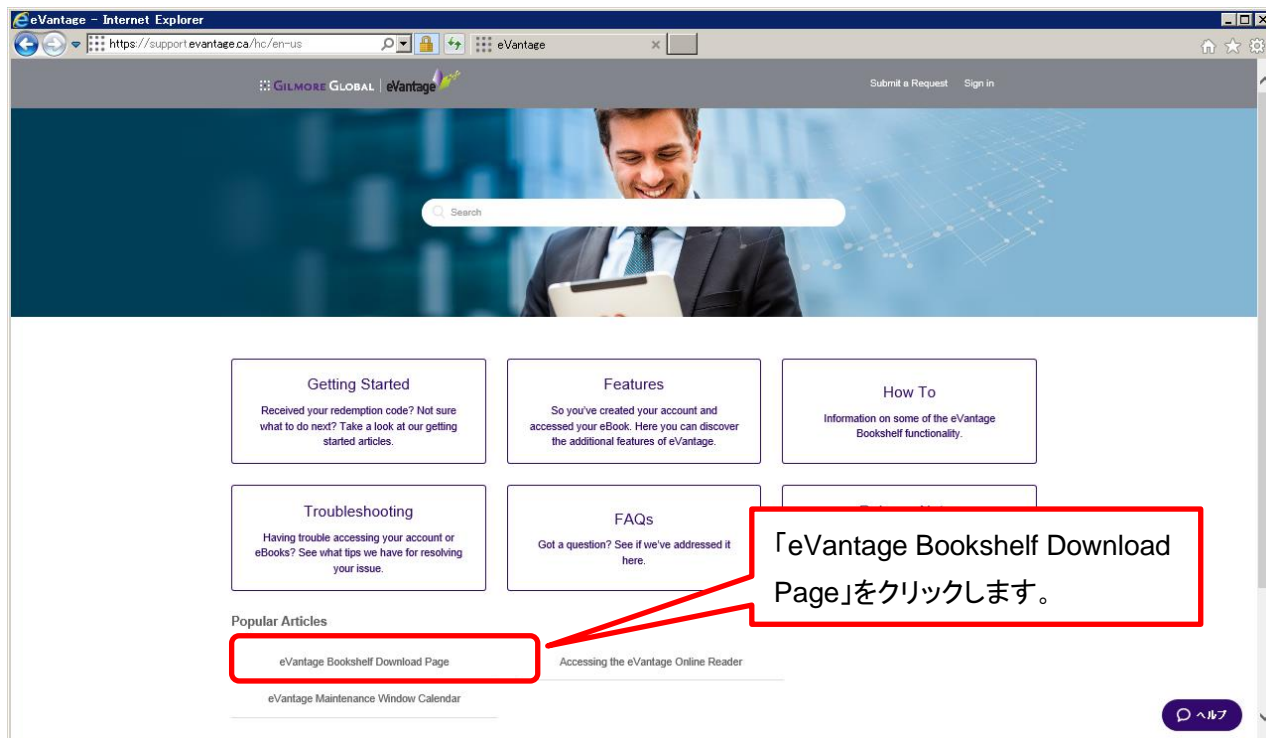 eVantage - Internet Explorer
https://support.evantage.ca/hc/en-us
eVantage
GILMORE GLOBAL | eVantage
Submit a Request Sign in
Search
Getting Started
Received your redemption code? Not sure
what to do next? Take a look at our getting
started articles.
Features
So you've created your account and
accessed your eBook. Here you can discover
the additional features of eVantage.
How To
Information on some of the eVantage
Bookshelf functionality.
Troubleshooting
Having trouble accessing your account or
eBooks? See what tips we have for resolving
your issue.
FAQs
Got a question? See if we've addressed it
here.
「eVantage Bookshelf Download
Page」をクリックします。
Popular Articles
eVantage Bookshelf Download Page
Accessing the eVantage Online Reader
eVantage Maintenance Window Calendar
ヘルプ